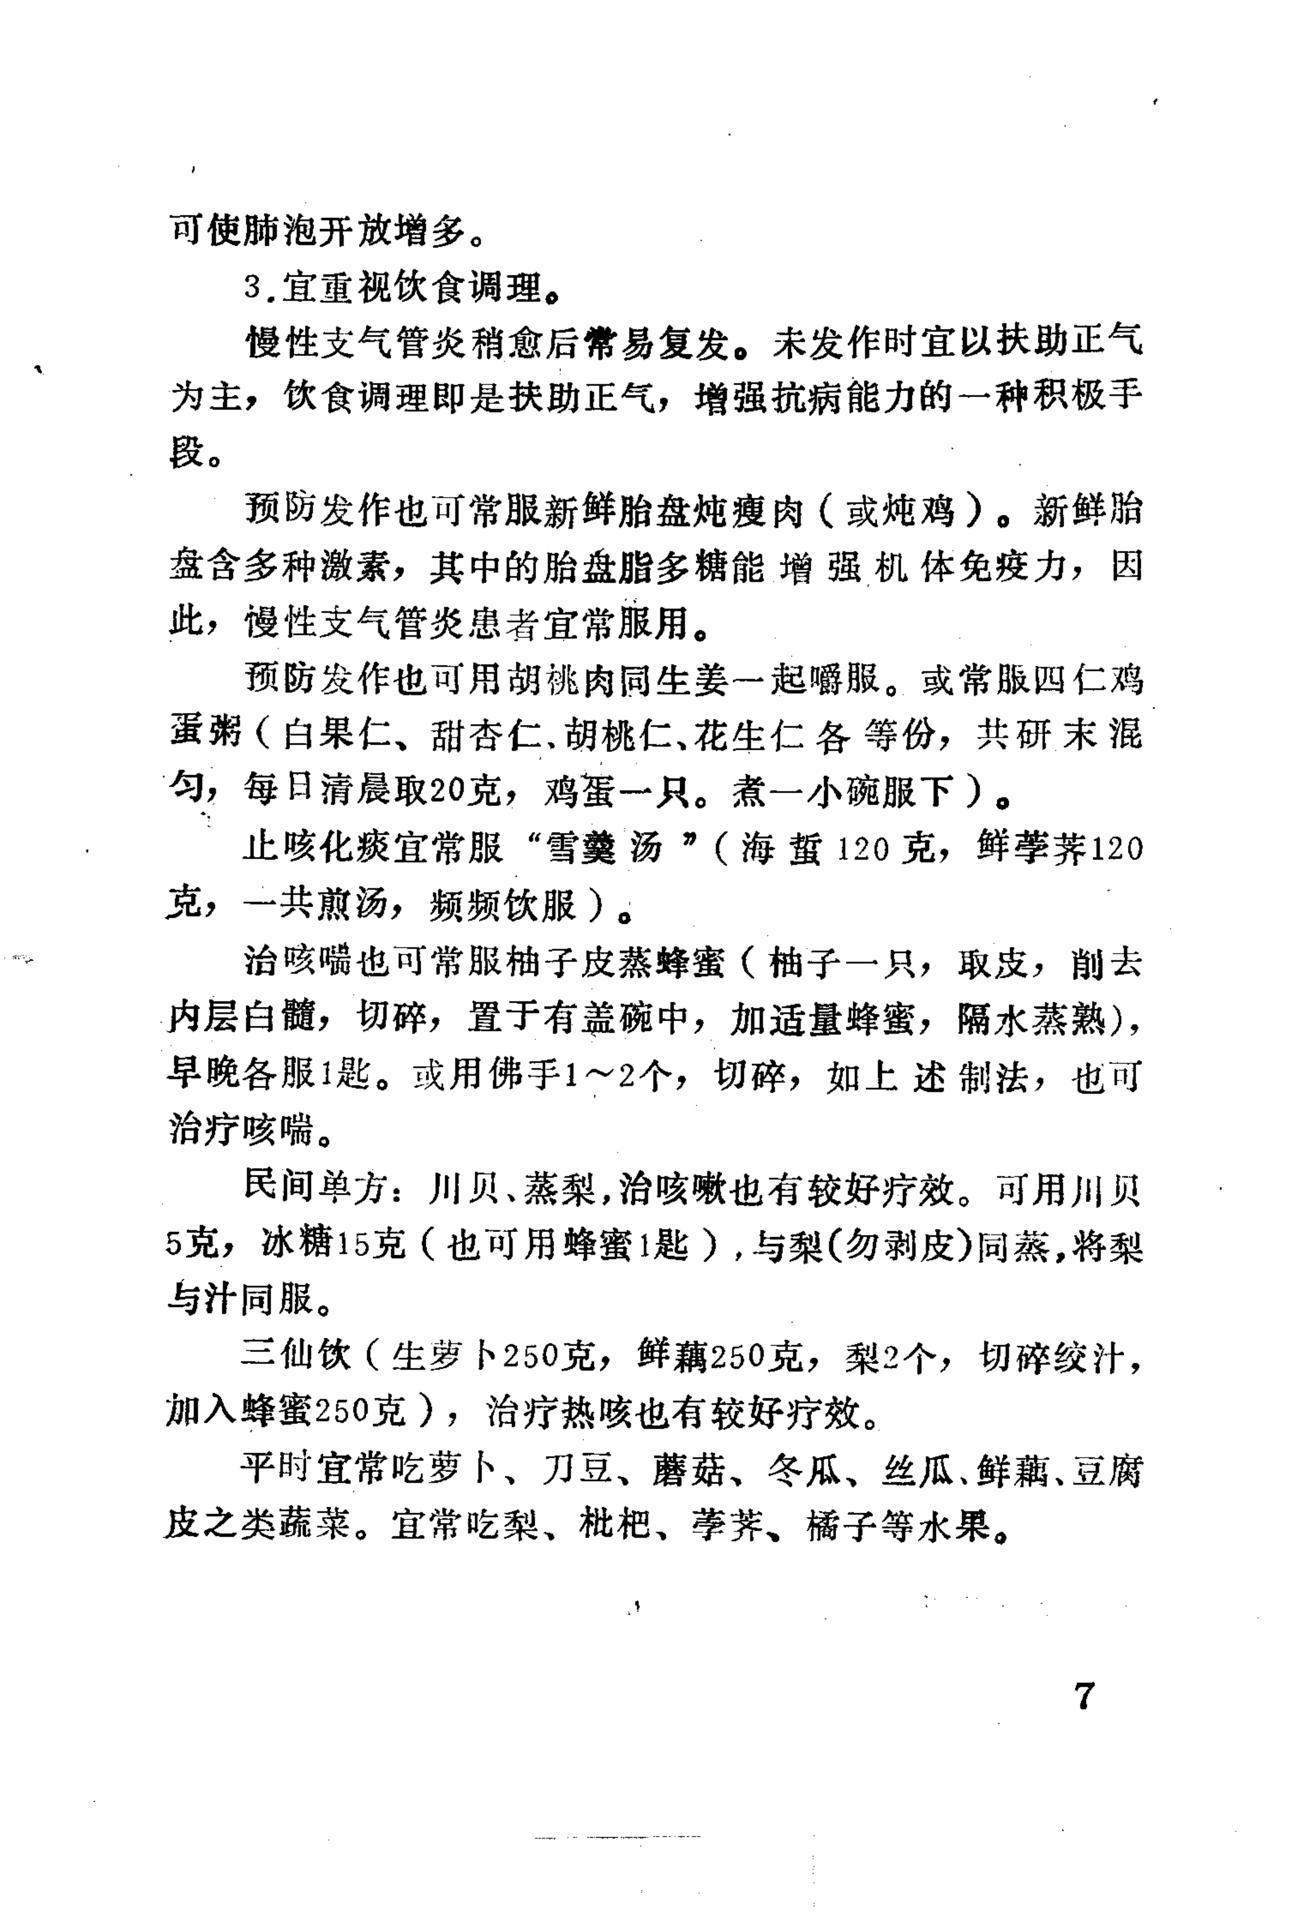 可使肺泡开放增多。
3.宜重视饮食调理。
慢性支气管炎稍愈后常易复发。未发作时宜以扶助正气
为主，饮食调理即是扶助正气，增强抗病能力的一种积极手
段。
预防发作也可常服新鲜胎盘炖瘦肉（或炖鸡）。新鲜胎
盘含多种激素，其中的胎盘脂多糖能增强机体免疫力，因
此，慢性支气管炎患者宜常服用。
预防发作也可用胡桃肉同生姜一起嚼服。或常服四仁鸡
蛋粥（白果仁、甜杏仁、胡桃仁、花生仁各等份，共研末混
匀，每日清晨取20克，鸡蛋一只。煮一小碗服下）。
止咳化痰宜常服“雪羹汤”（海蜇120克，鲜荸荠120
克，一共煎汤，频频饮服）。
治咳喘也可常服柚子皮蒸蜂蜜（柚子一只，取皮，削去
内层白髓，切碎，置于有盖碗中，加适量蜂蜜，隔水蒸熟），
早晚各服1匙。或用佛手1～2个，切碎，如上述制法，也可
治疗咳喘。
民间单方：川贝、蒸梨，治咳嗽也有较好疗效。可用川贝
5克，冰糖15克（也可用蜂蜜1匙），与梨(勿剥皮)同蒸，将梨
与汁同服。
三仙饮（生萝卜250克，鲜藕250克，梨2个，切碎绞汁，
加入蜂蜜250克），治疗热咳也有较好疗效。
平时宜常吃萝卜、刀豆、蘑菇、冬瓜、丝瓜、鲜藕、豆腐
皮之类蔬菜。宜常吃梨、枇杷、荸荠、橘子等水果。
7